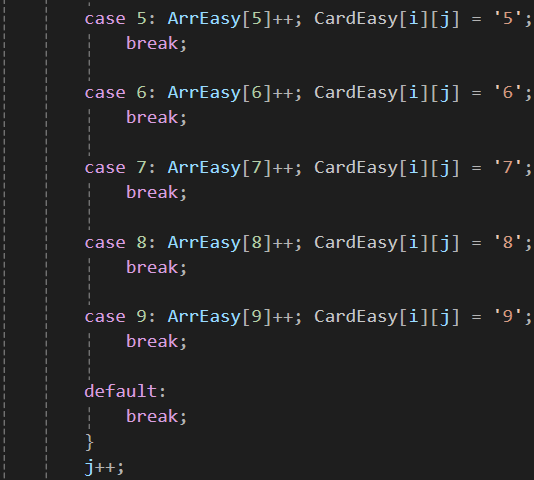 case 5: ArrEasy[5]++; CardEasy[i][j] = '5';
break;
case 6: ArrEasy[6]++; CardEasy[i][j] = '6';
break;
case 7: ArrEasy[7]++; CardEasy[i][j] = '7';
break;
case 8: ArrEasy[8]++; CardEasy[i][j] = '8';
break;
case 9: ArrEasy[9]++; CardEasy[i][j] = '9';
break;
default:
break;
}
j++;